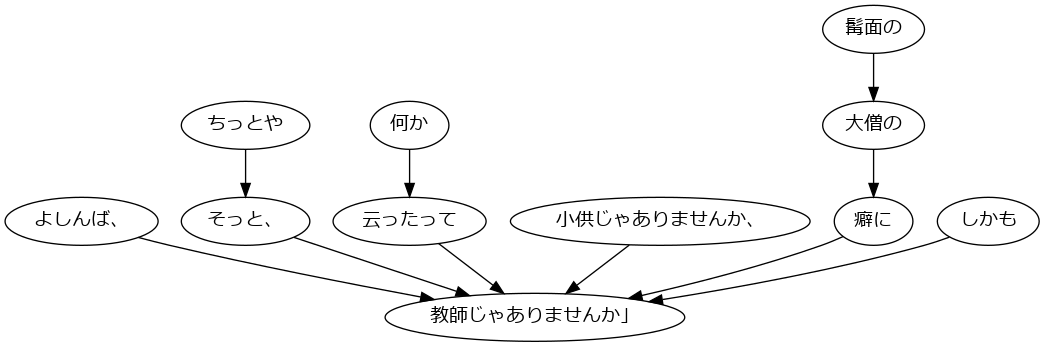 髯面の
ちっとや
何か
大僧の
よしんば、
そっと、
云ったって
小供じゃありませんか、
癖に
しかも
教師じゃありませんか」